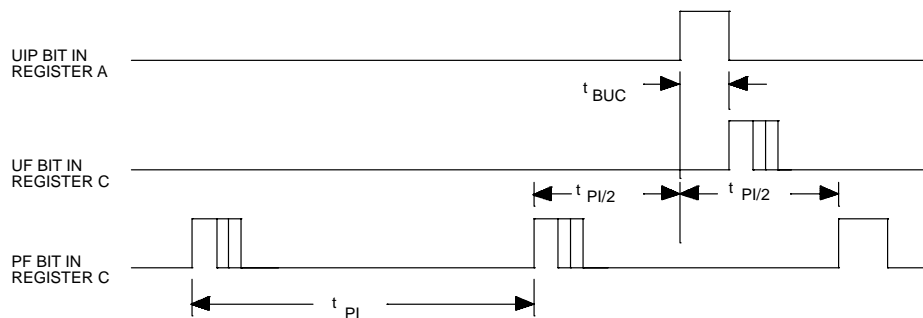 UIP BIT IN
REGISTER A
t BUC
UF BIT IN
REGISTER C
t PI/2
t PI/2
PF BIT IN
REGISTER C
t PI